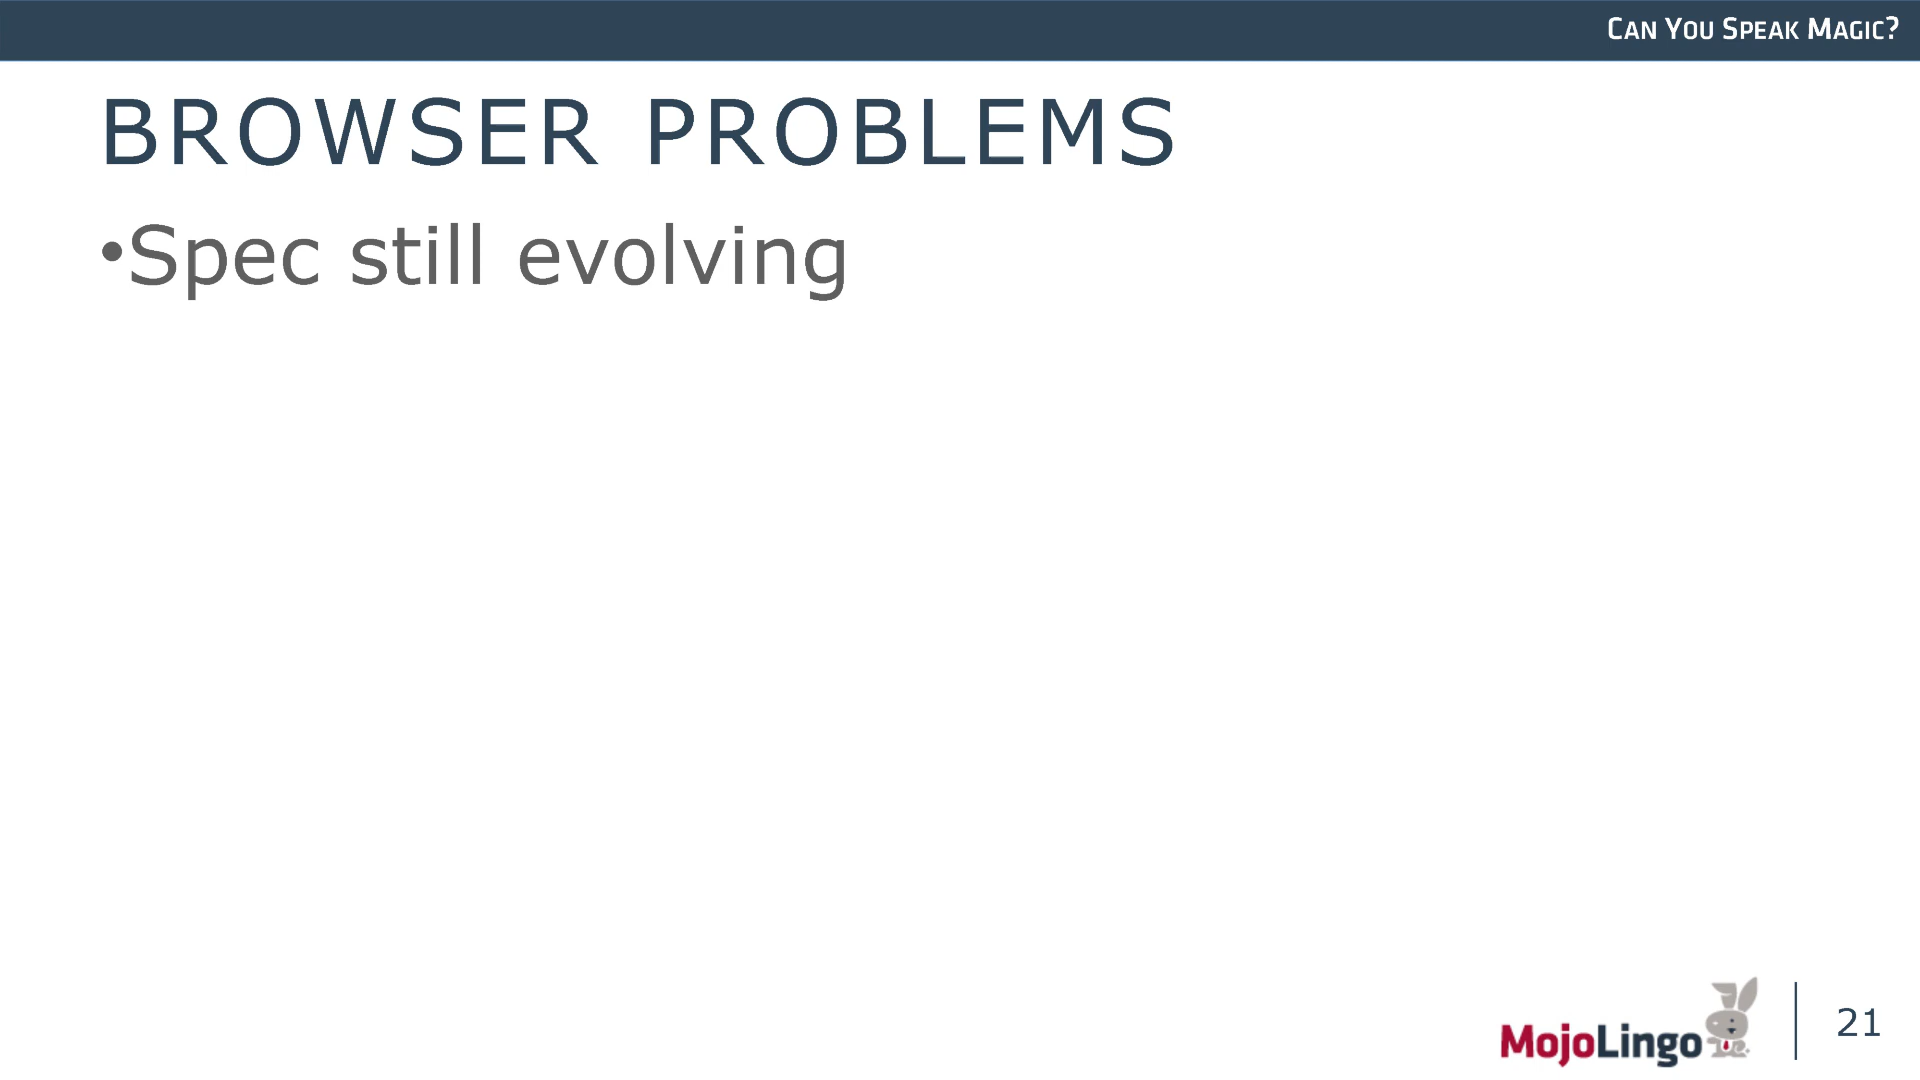 CAN YOU SPEAK MAGIC?
BROWSER PROBLEMS
•Spec still evolving
MojoLingo
21